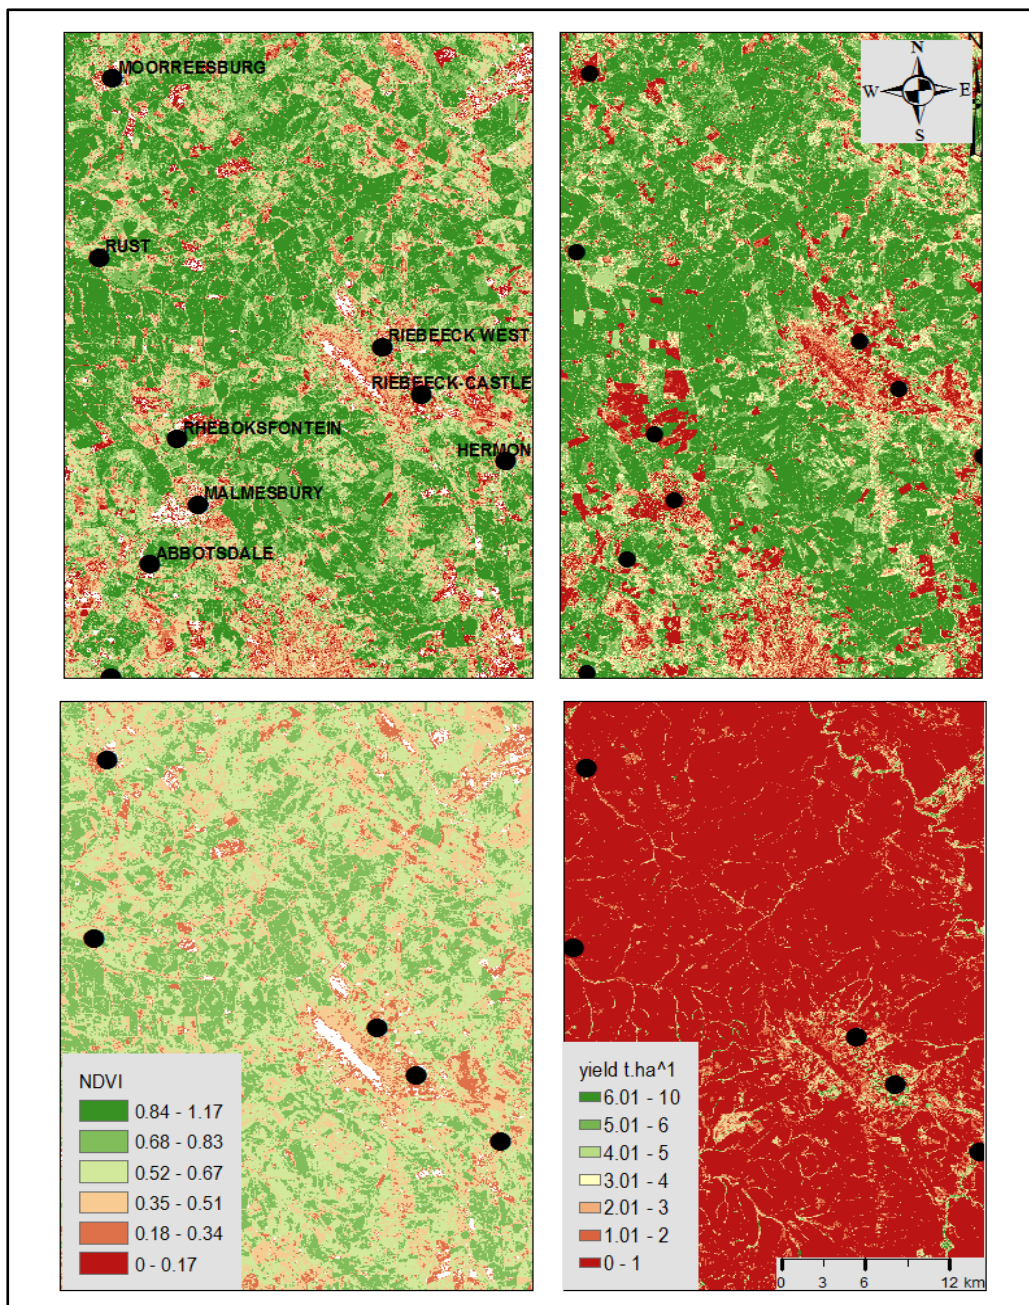 MOORREESBURG
N
W
E
S
RUST
RIEBEECK WEST
RIEBEECK-CASTLE
RHEBOKSFONTEIN
HERMON
MALMESBURY
ABBOTSDALE
NDVI
0.84 - 1.17
0.68 - 0.83
0.52 - 0.67
0.35 - 0.51
0.18 - 0.34
0 - 0.17
yield t.ha^1
6.01 - 10
5.01 - 6
4.01 - 5
3.01 - 4
2.01 - 3
1.01 - 2
0 - 1
0 3 6 12 km